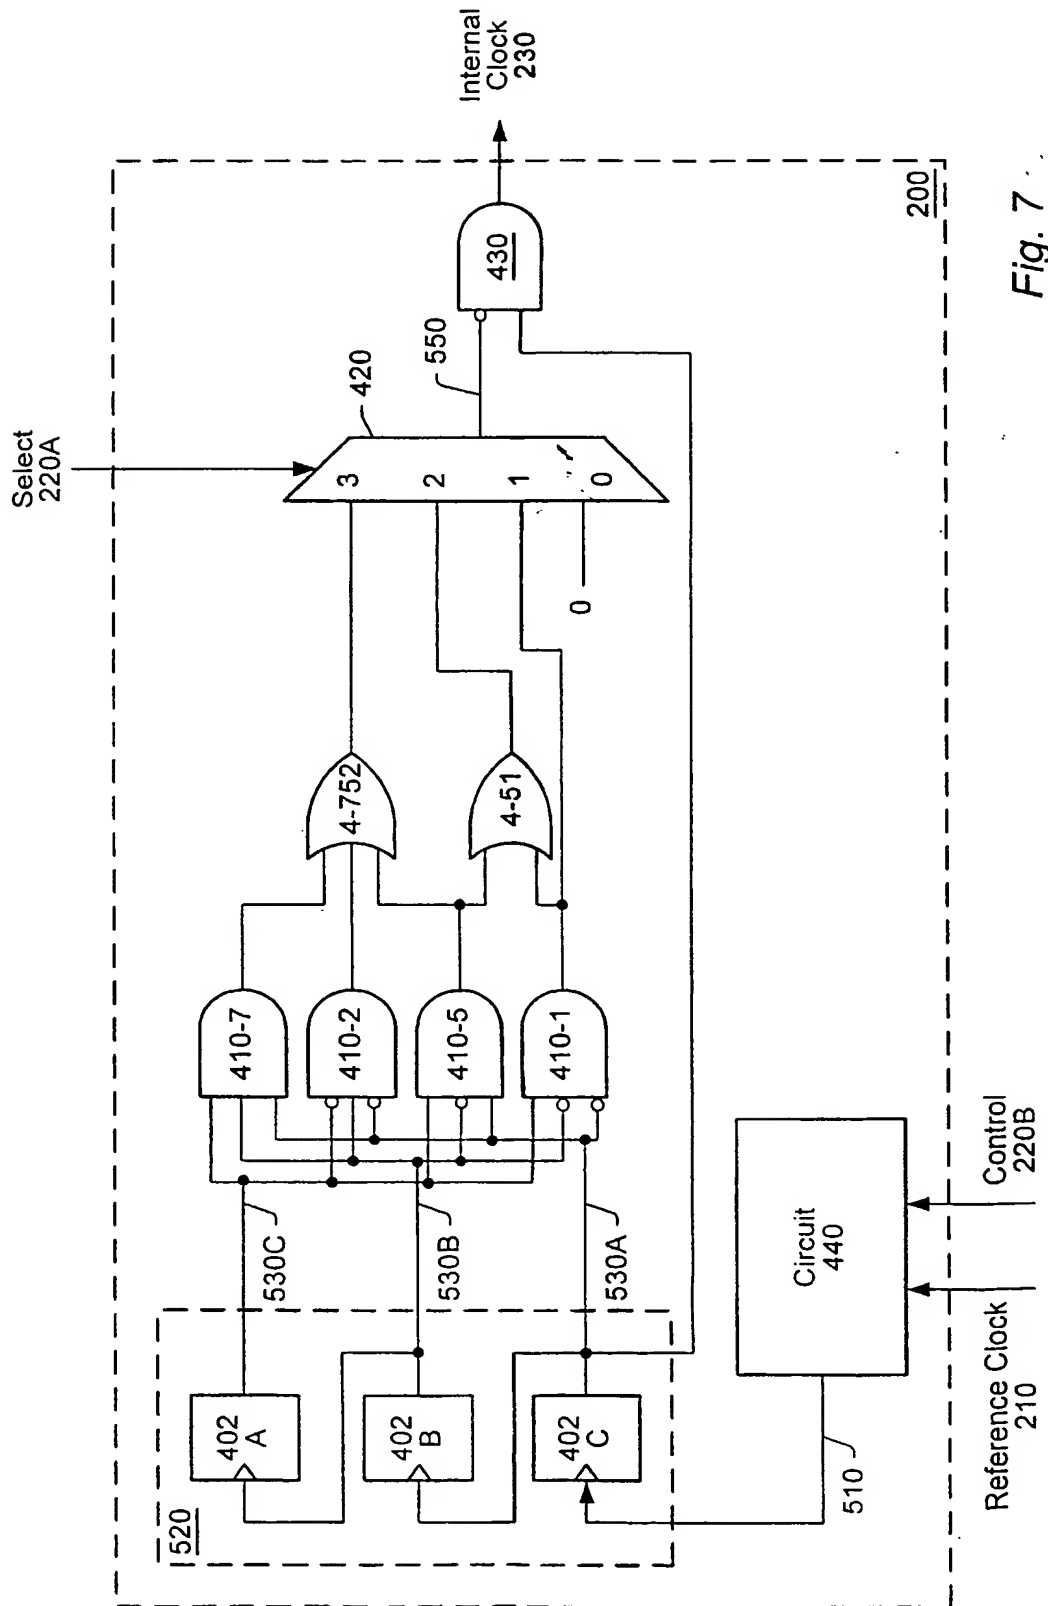 Select
220A
Internal
Clock
230
420
550
3
2
1
0
0
430
4-752
4-51
410-7
410-2
410-5
410-1
530C
530B
530A
402
A
402
B
402
C
520
510
Circuit
440
Reference Clock
210
Control
220B
200
Fig. 7